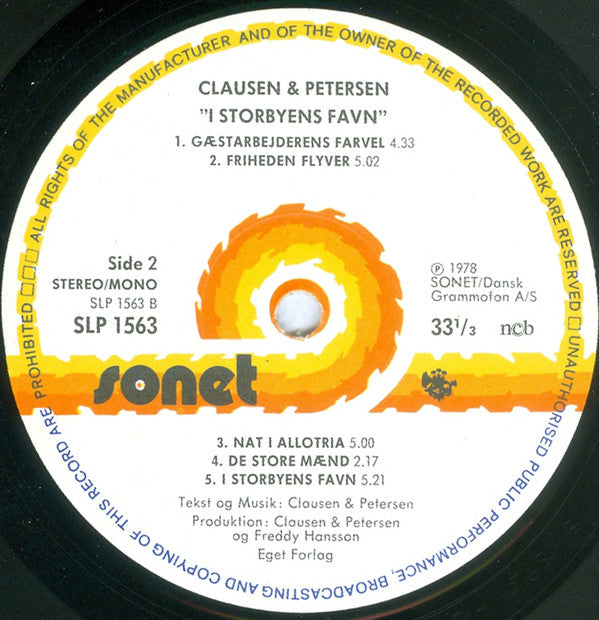 CLAUSEN & PETERSEN
"I STORBYENS FAVN"
1. GÆSTARBEJDERENS FARVEL 4.33
2. FRIHEDEN FLYVER 5.02
Side 2
STEREO/MONO
SLP 1563 B
SLP 1563
℗ 1978
SONET/Dansk
Grammofon A/S
33 1/3 ncb
sonet
3. NAT I ALLOTRIA 5.00
4. DE STORE MÆND 2.17
5. I STORBYENS FAVN 5.21
Tekst og Musik: Clausen & Petersen
Produktion: Clausen & Petersen
og Freddy Hansson
Eget Forlag
ALL RIGHTS OF THE MANUFACTURER AND OF THE OWNER OF THE RECORDED WORK ARE RESERVED □ UNAUTHORISED PUBLIC PERFORMANCE, BROADCASTING AND COPYING OF THIS RECORD ARE PROHIBITED □□□